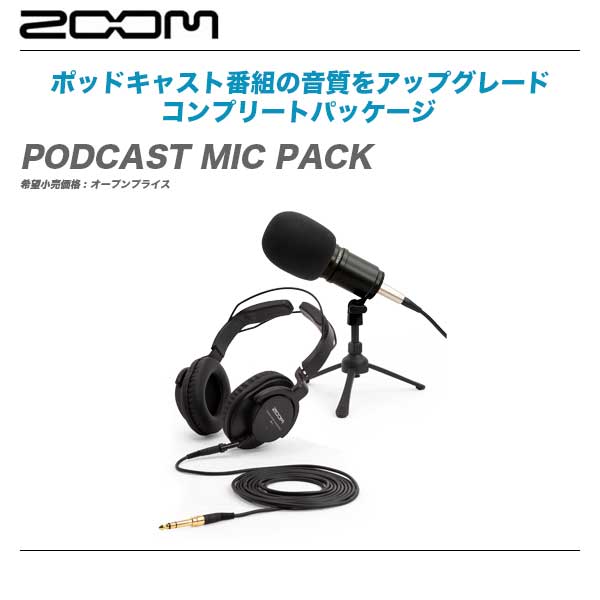 ZOOM
ポッドキャスト番組の音質をアップグレード
コンプリートパッケージ
PODCAST MIC PACK
希望小売価格：オープンプライス
ZOOM